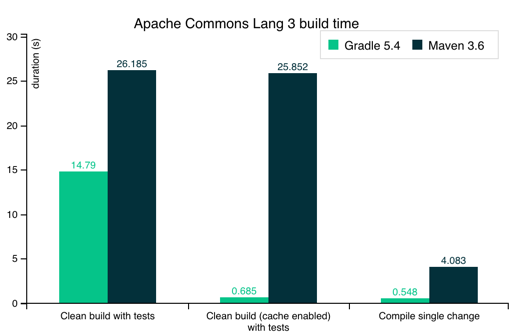 Apache Commons Lang 3 build time
Gradle 5.4 Maven 3.6
duration (s)
30
25
20
15
10
5
0
14.79 26.185
0.685 25.852
0.548 4.083
Clean build with tests
Clean build (cache enabled)
with tests
Compile single change